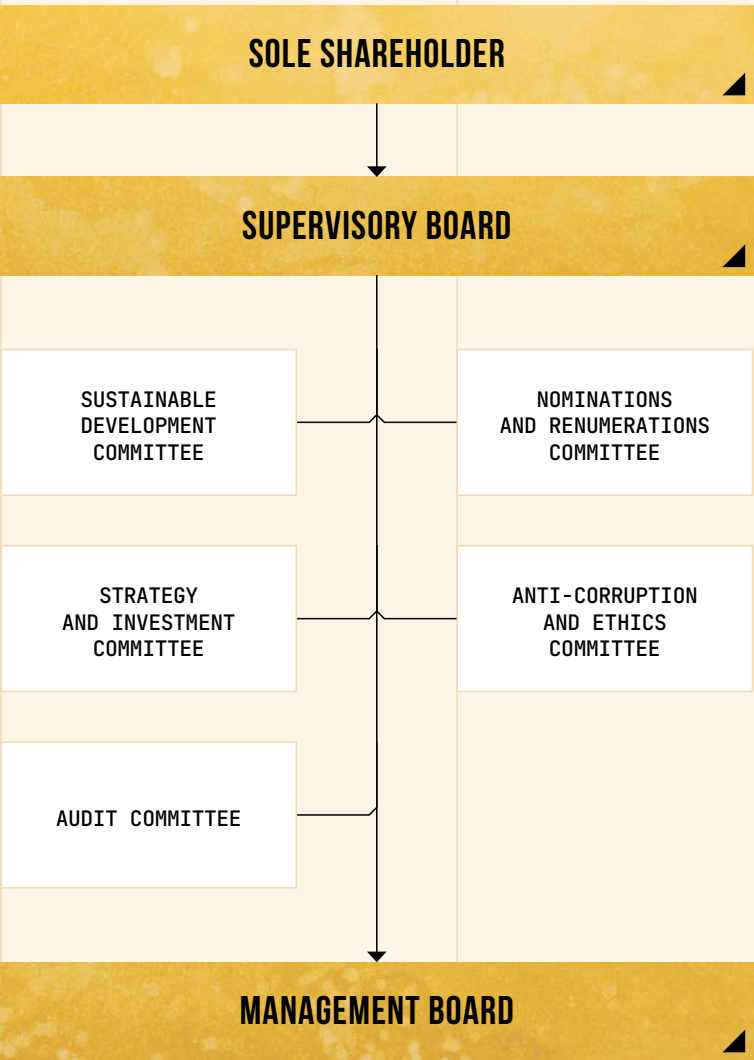 SOLE SHAREHOLDER
SUPERVISORY BOARD
SUSTAINABLE
DEVELOPMENT
COMMITTEE
NOMINATIONS
AND RENUMERATIONS
COMMITTEE
STRATEGY
AND INVESTMENT
COMMITTEE
ANTI-CORRUPTION
AND ETHICS
COMMITTEE
AUDIT COMMITTEE
MANAGEMENT BOARD